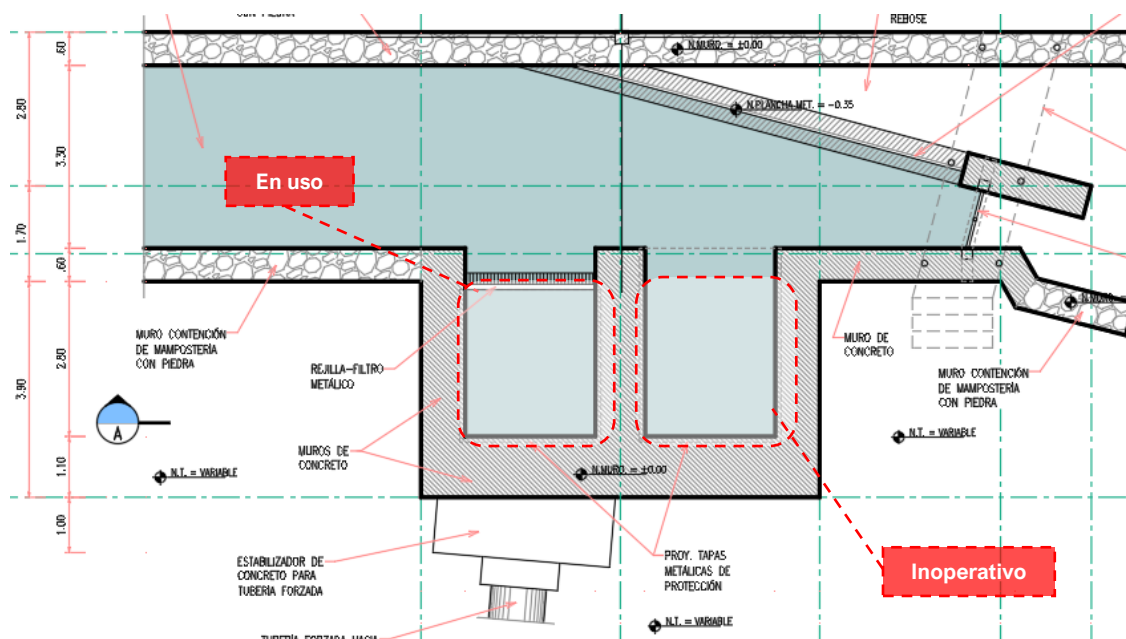 CON PIEDRA
REBOSE
.60
N.MURO. = ±0.00
2.80
3.30
N.PLANCHA MET. = -0.35
En uso
1.70
.60
MURO CONTENCIÓN
DE MAMPOSTERÍA
CON PIEDRA
REJILLA-FILTRO
METÁLICO
MURO DE
CONCRETO
MURO CONTENCIÓN
DE MAMPOSTERÍA
CON PIEDRA
2.80
3.90
A
MUROS DE
CONCRETO
N.T. = VARIABLE
N.T. = VARIABLE
N.MURO. = ±0.00
1.10
1.00
ESTABILIZADOR DE
CONCRETO PARA
TUBERÍA FORZADA
PROY. TAPAS
METÁLICAS DE
PROTECCIÓN
Inoperativo
N.T. = VARIABLE
TUBERÍA FORZADA HACIA